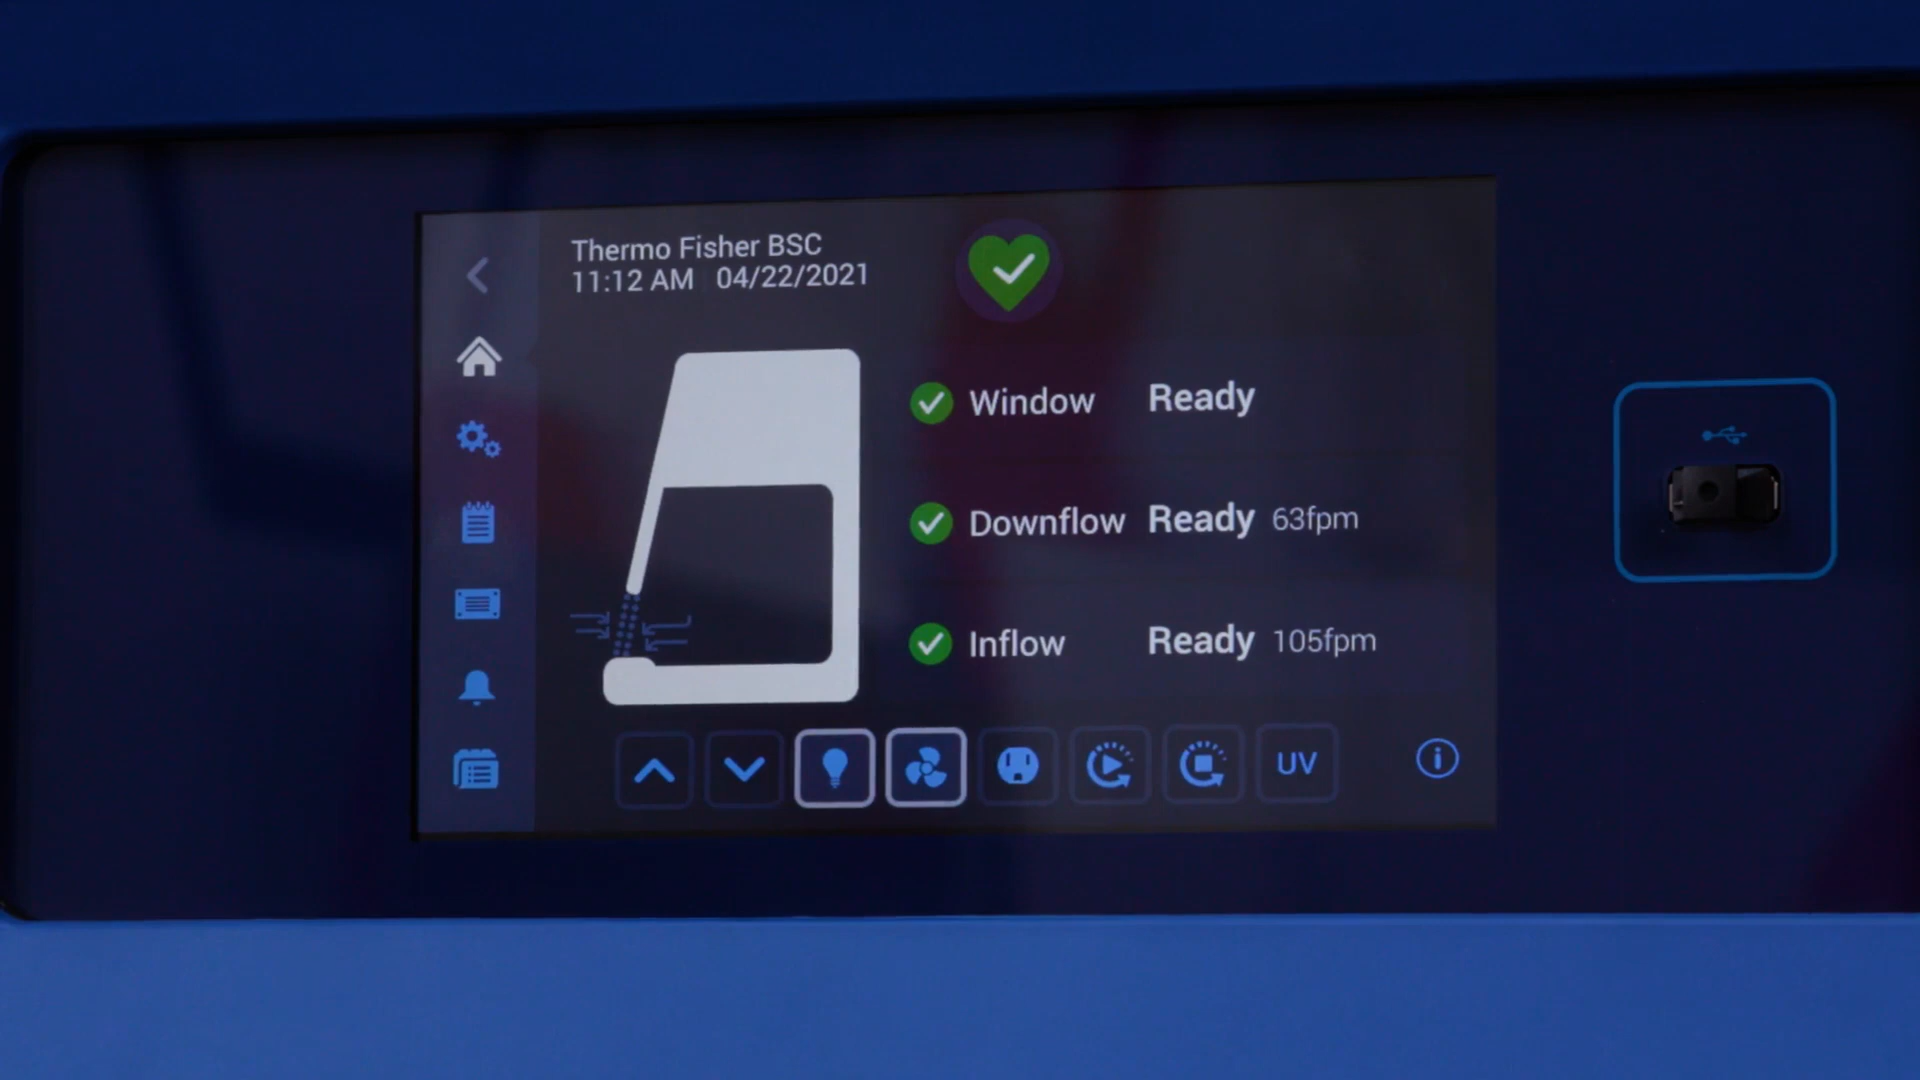 Thermo Fisher BSC
11:12 AM 04/22/2021
Window Ready
Downflow Ready 63fpm
Inflow Ready 105fpm
UV